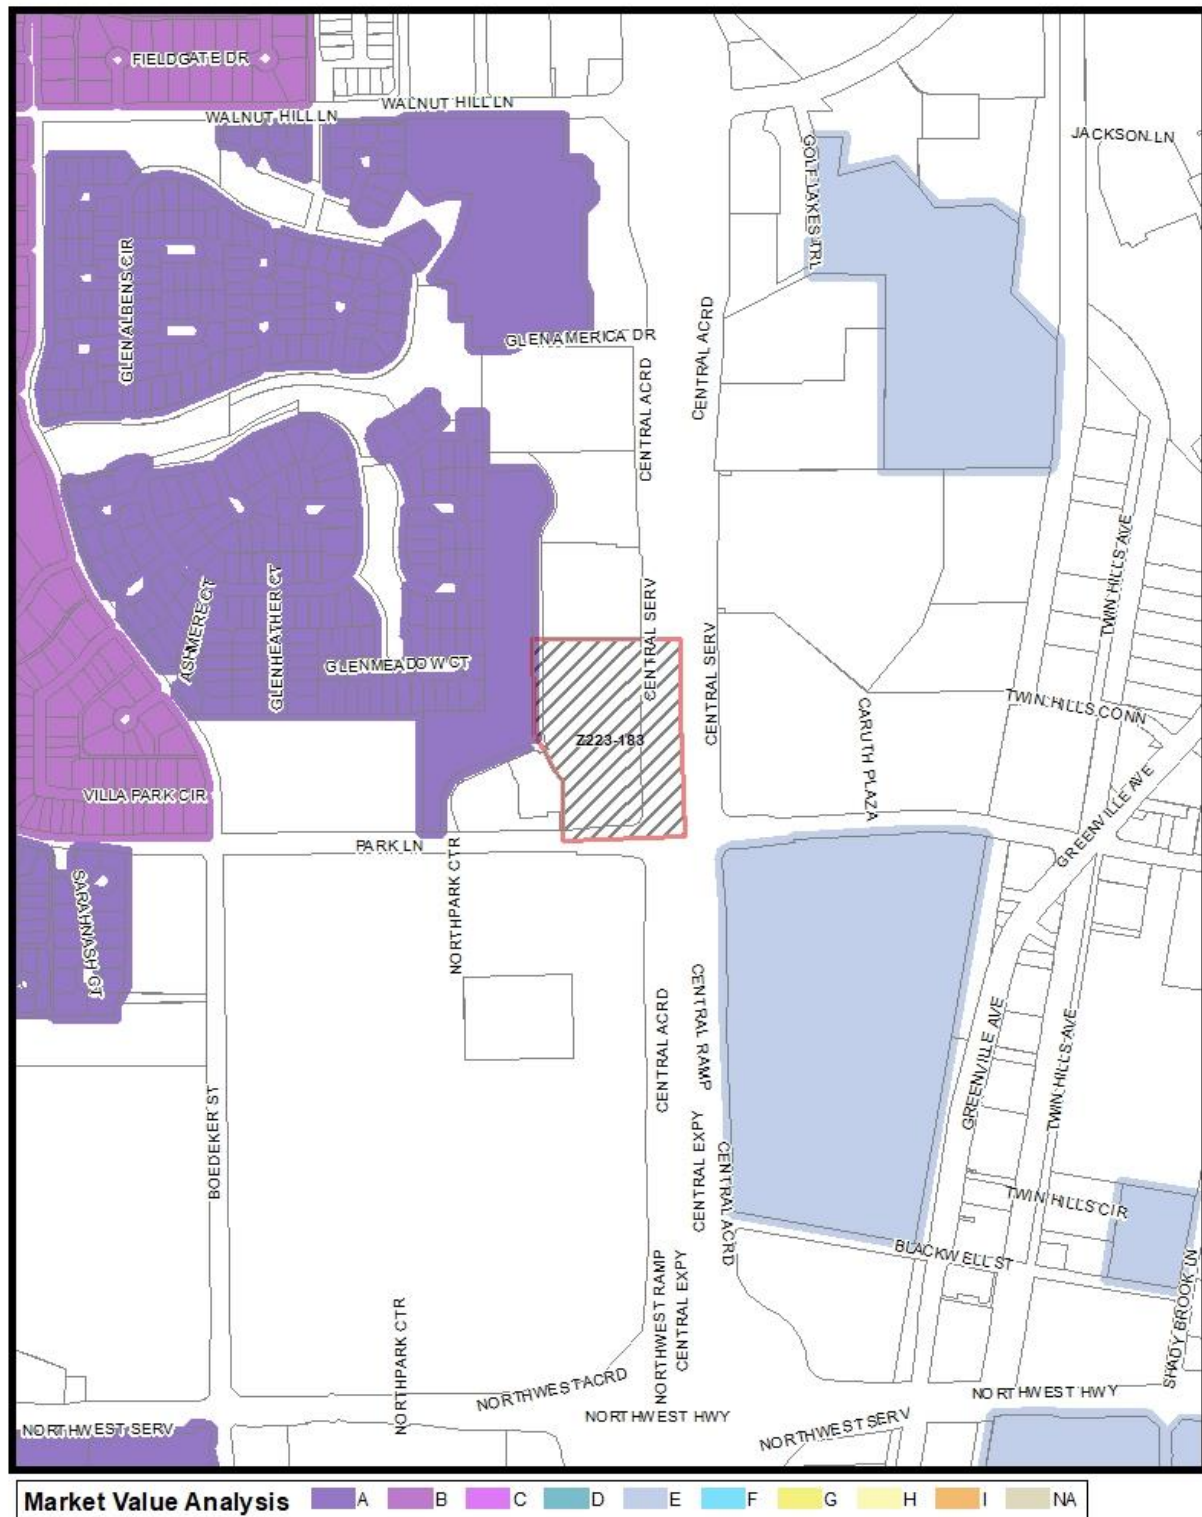 FIELDGATE DR
WALNUT HILL LN
WALNUT HILL LN
JACKSON LN
GOLF LAKES TRL
GLEN ALBENS CIR
GLEN AMERICA DR
CENTRAL ACRD
CENTRAL ACRD
TWIN HILLS AVE
ASHMERE CT
GLENHEATHER CT
GLENMEADOW CT
CENTRAL SERV
CENTRAL SERV
TWIN HILLS CONN
CARUTH PLAZA
Z223-183
VILLA PARK CIR
GREENVILLE AVE
PARK LN
NORTHPARK CTR
SARAHNASH CT
CENTRAL RAMP
CENTRAL ACRD
GREENVILLE AVE
TWIN HILLS AVE
BOEDEKER ST
CENTRAL EXPY
CENTRAL ACRD
TWIN HILLS CIR
BLACKWELL ST
SHADY BROOK LN
NORTHWEST RAMP
CENTRAL EXPY
NORTHPARK CTR
NORTHWEST ACRD
NORTHWEST HWY
NORTHWEST HWY
NORTHWEST SERV
NORTHWEST SERV
Market Value Analysis A B C D E F G H I NA